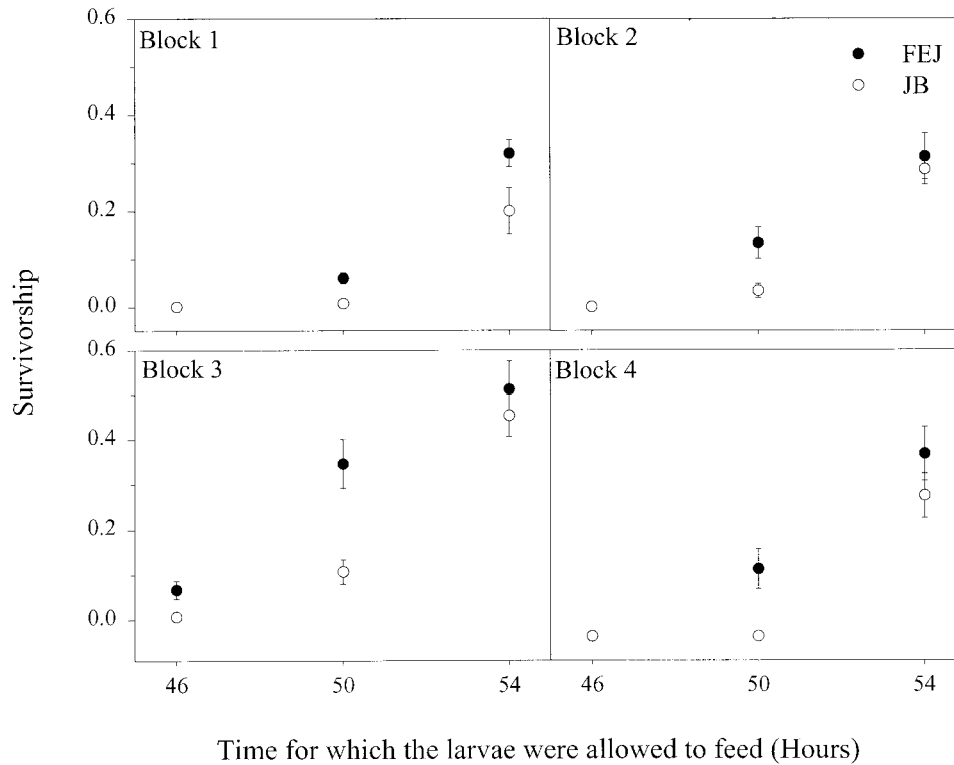 0.6
Block 1
Block 2
FEJ
JB
0.4
0.2
0.0
Survivorship
0.6
Block 3
Block 4
0.4
0.2
0.0
46
50
54
46
50
54
Time for which the larvae were allowed to feed (Hours)